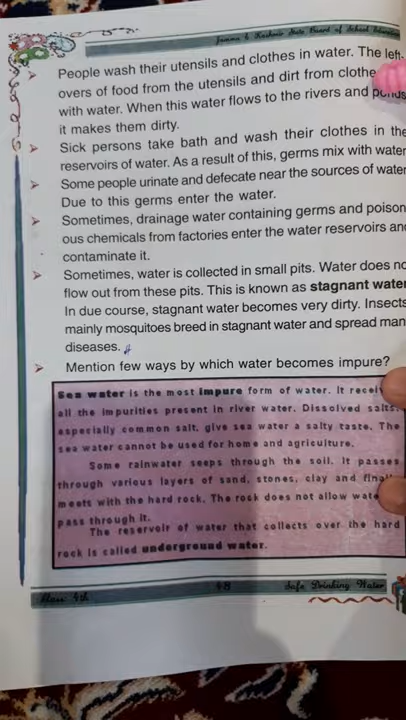 Jammu & Kashmir State Board of School Education
People wash their utensils and clothes in water. The left-
overs of food from the utensils and dirt from clothe
with water. When this water flows to the rivers and ponds
it makes them dirty.
Sick persons take bath and wash their clothes in the
reservoirs of water. As a result of this, germs mix with water
Some people urinate and defecate near the sources of water
Due to this germs enter the water.
Sometimes, drainage water containing germs and poison
ous chemicals from factories enter the water reservoirs and
contaminate it.
Sometimes, water is collected in small pits. Water does no
flow out from these pits. This is known as stagnant water
In due course, stagnant water becomes very dirty. Insects
mainly mosquitoes breed in stagnant water and spread man
diseases.
Mention few ways by which water becomes impure?
Sea water is the most impure form of water. It recei
all the impurities present in river water. Dissolved salts,
especially common salt, give sea water a salty taste. The
sea water cannot be used for home and agriculture.
Some rainwater seeps through the soil. It passes
through various layers of sand, stones, clay and final
meets with the hard rock. The rock does not allow wate
pass through it.
The reservoir of water that collects over the hard
rock is called underground water.
Class 4th 48 Safe Drinking Water